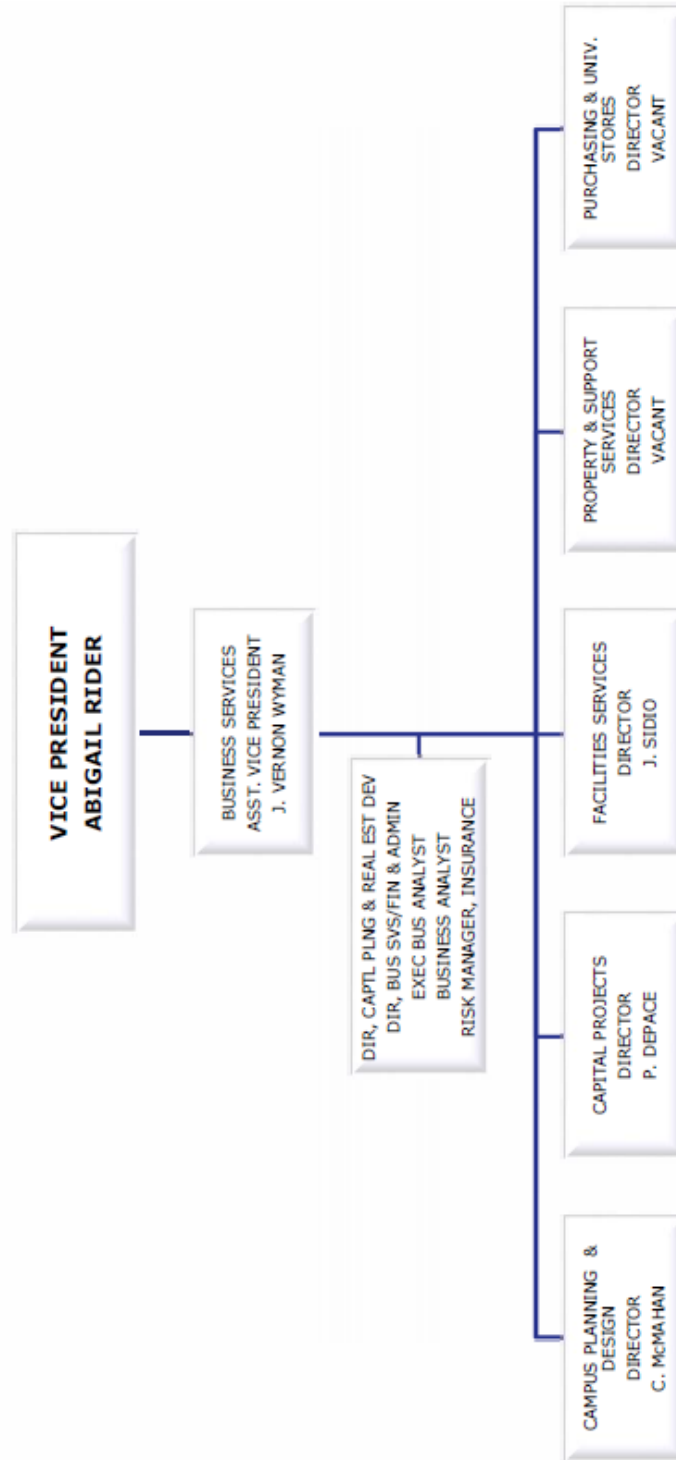 VICE PRESIDENT
ABIGAIL RIDER
BUSINESS SERVICES
ASST. VICE PRESIDENT
J. VERNON WYMAN
DIR, CAPTL PLNG & REAL EST DEV
DIR, BUS SVS/FIN & ADMIN
EXEC BUS ANALYST
BUSINESS ANALYST
RISK MANAGER, INSURANCE
CAMPUS PLANNING &
DESIGN
DIRECTOR
C. McMAHAN
CAPITAL PROJECTS
DIRECTOR
P. DEPACE
FACILITIES SERVICES
DIRECTOR
J. SIDIO
PROPERTY & SUPPORT
SERVICES
DIRECTOR
VACANT
PURCHASING & UNIV.
STORES
DIRECTOR
VACANT